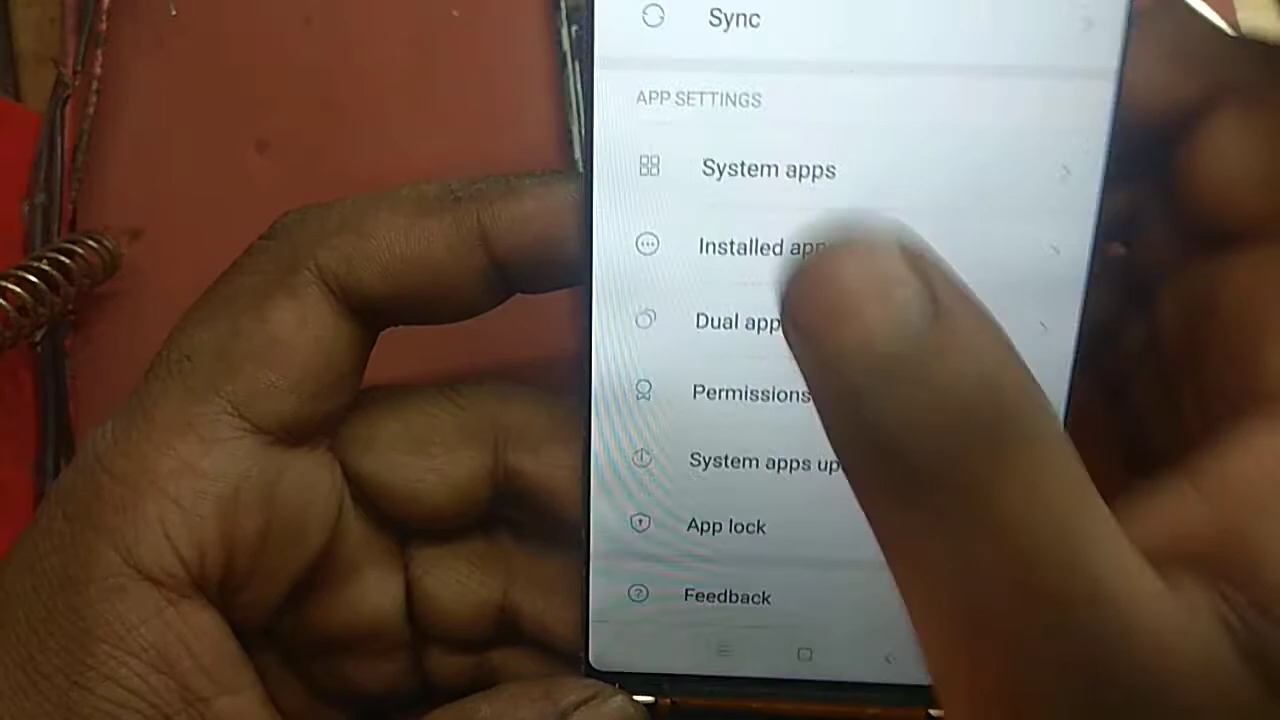 Sync
APP SETTINGS
System apps
Installed app
Dual app
Permissions
System apps up
App lock
Feedback